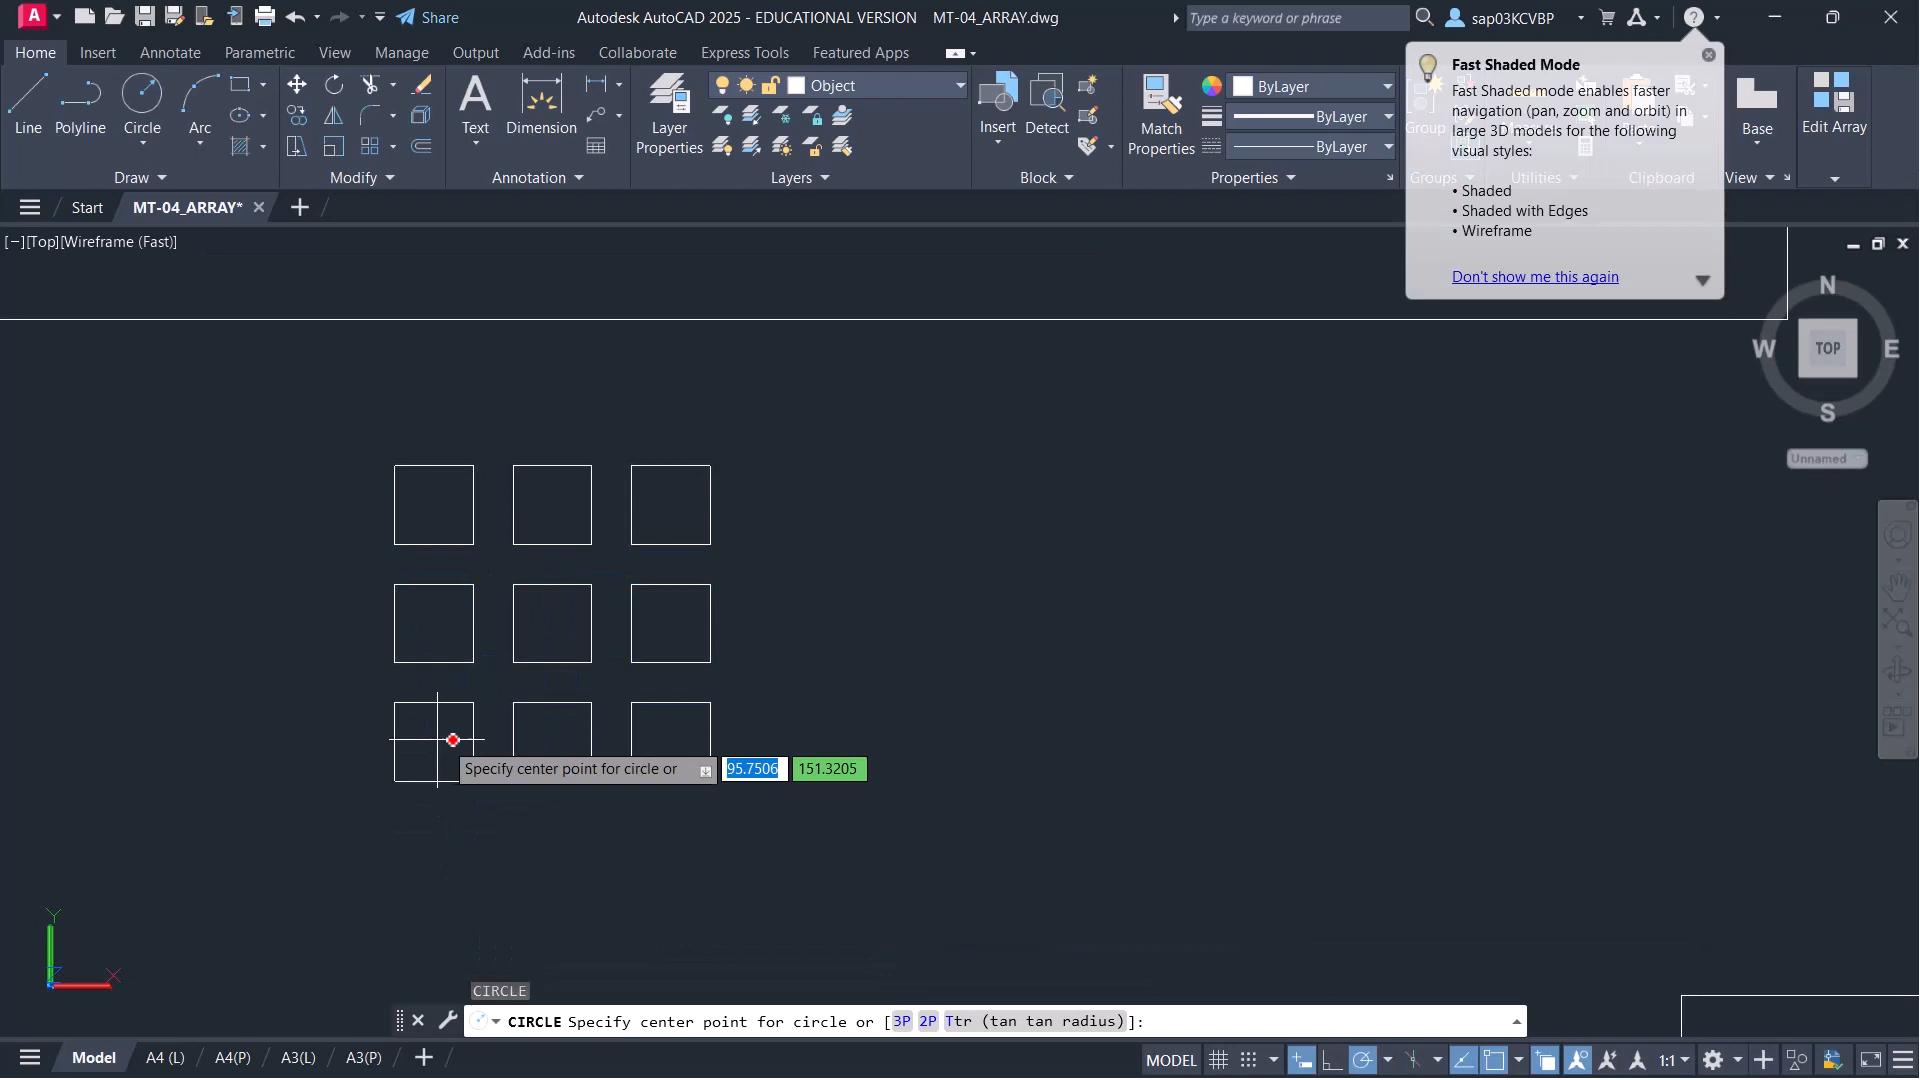 A
Share
Autodesk AutoCAD 2025 - EDUCATIONAL VERSION MT-04_ARRAY.dwg
Type a keyword or phrase
sap03KCVBP
Home Insert Annotate Parametric View Manage Output Add-ins Collaborate Express Tools Featured Apps
Line Polyline Circle Arc
Draw
Modify
Text Dimension
Annotation
Layer Properties
Object
Layers
Insert Detect
Block
Match Properties
ByLayer
ByLayer
ByLayer
Properties
Group
Groups
Utilities
Clipboard
Base
View
Edit Array
Fast Shaded Mode
Fast Shaded mode enables faster
navigation (pan, zoom and orbit) in
large 3D models for the following
visual styles:
• Shaded
• Shaded with Edges
• Wireframe
Don't show me this again
Start MT-04_ARRAY*
[−][Top][Wireframe (Fast)]
N
W TOP E
S
Unnamed
Specify center point for circle or 95.7506 151.3205
Y
X
CIRCLE
CIRCLE Specify center point for circle or [3P 2P Ttr (tan tan radius)]:
Model A4 (L) A4(P) A3(L) A3(P)
MODEL 1:1